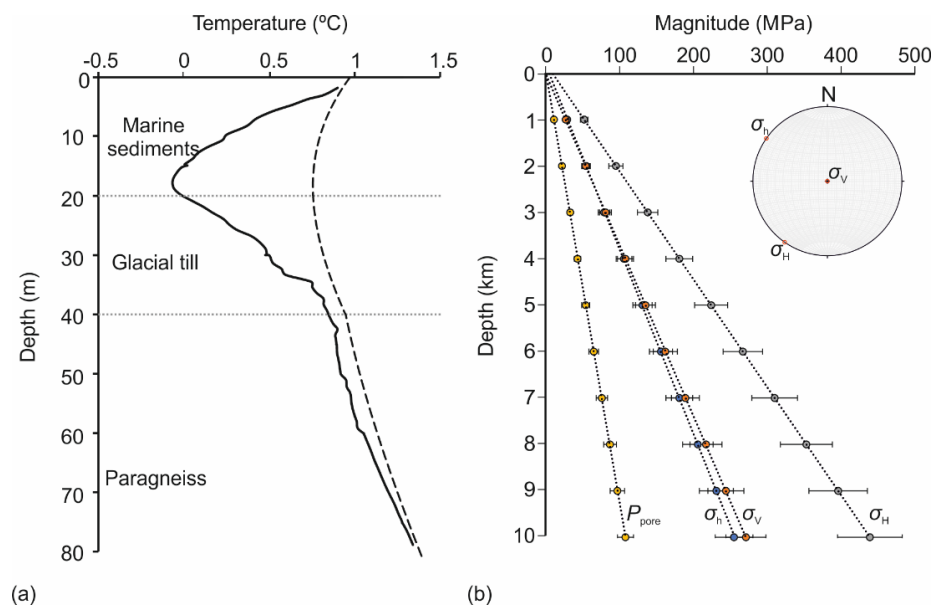 Temperature (ºC)
-0.5 0 0.5 1 1.5
0
10
20
30
40
50
60
70
80
Depth (m)
Marine
sediments
Glacial till
Paragneiss
(a)
Magnitude (MPa)
0 100 200 300 400 500
0
1
2
3
4
5
6
7
8
9
10
Depth (km)
N
σh
σV
σH
Ppore
σh
σV
σH
(b)